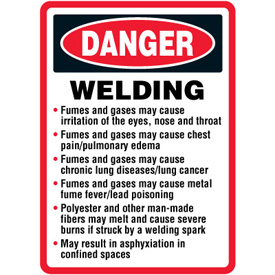 DANGER
WELDING
• Fumes and gases may cause
irritation of the eyes, nose and throat
• Fumes and gases may cause chest
pain/pulmonary edema
• Fumes and gases may cause
chronic lung diseases/lung cancer
• Fumes and gases may cause metal
fume fever/lead poisoning
• Polyester and other man-made
fibers may melt and cause severe
burns if struck by a welding spark
• May result in asphyxiation in
confined spaces